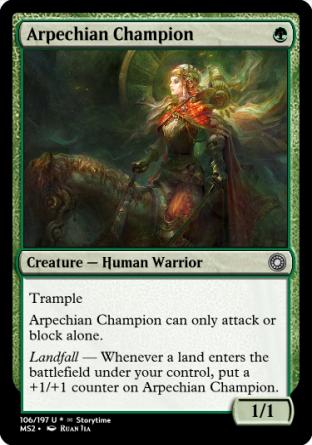 Arpechian Champion
Creature — Human Warrior
Trample
Arpechian Champion can only attack or
block alone.
Landfall — Whenever a land enters the
battlefield under your control, put a
+1/+1 counter on Arpechian Champion.
1/1
106/197 U * ∞ Storytime
MS2 • Ruan Jia